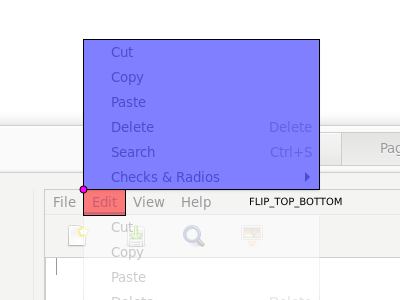 Cut
Copy
Paste
Delete Delete
Search Ctrl+S
Pag
Checks & Radios
File Edit View Help FLIP_TOP_BOTTOM
Cut
Copy
Paste
Delete